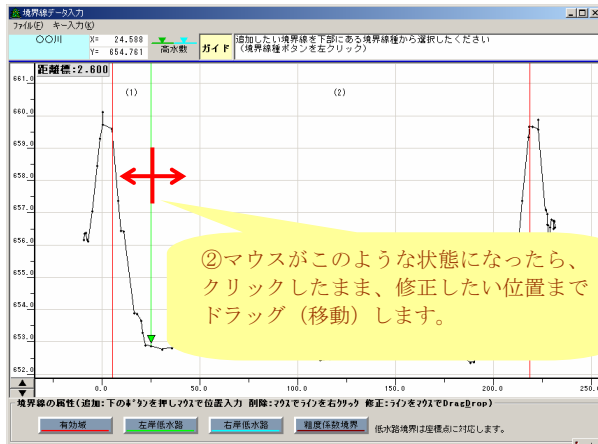 境界線データ入力
ファイル(F) キー入力(K)
〇〇川
X= 24.588
Y= 654.761
高水敷
ガイド
追加したい境界線を下部にある境界線種から選択したください
(境界線種ボタンを左クリック)
距離標:2.600
661.0
(1)
(2)
660.0
659.0
658.0
657.0
656.0
655.0
654.0
653.0
652.0
②マウスがこのような状態になったら、
クリックしたまま、修正したい位置まで
ドラッグ(移動)します。
0.0
50.0
100.0
150.0
200.0
250.0
境界線の属性(追加:下のボタンを押しマウスで位置入力 削除:マウスでラインを右クリック 修正:ラインをマウスでDragDrop)
有効域
左岸低水路
右岸低水路
粗度係数境界
低水路境界は座標点に対応します。